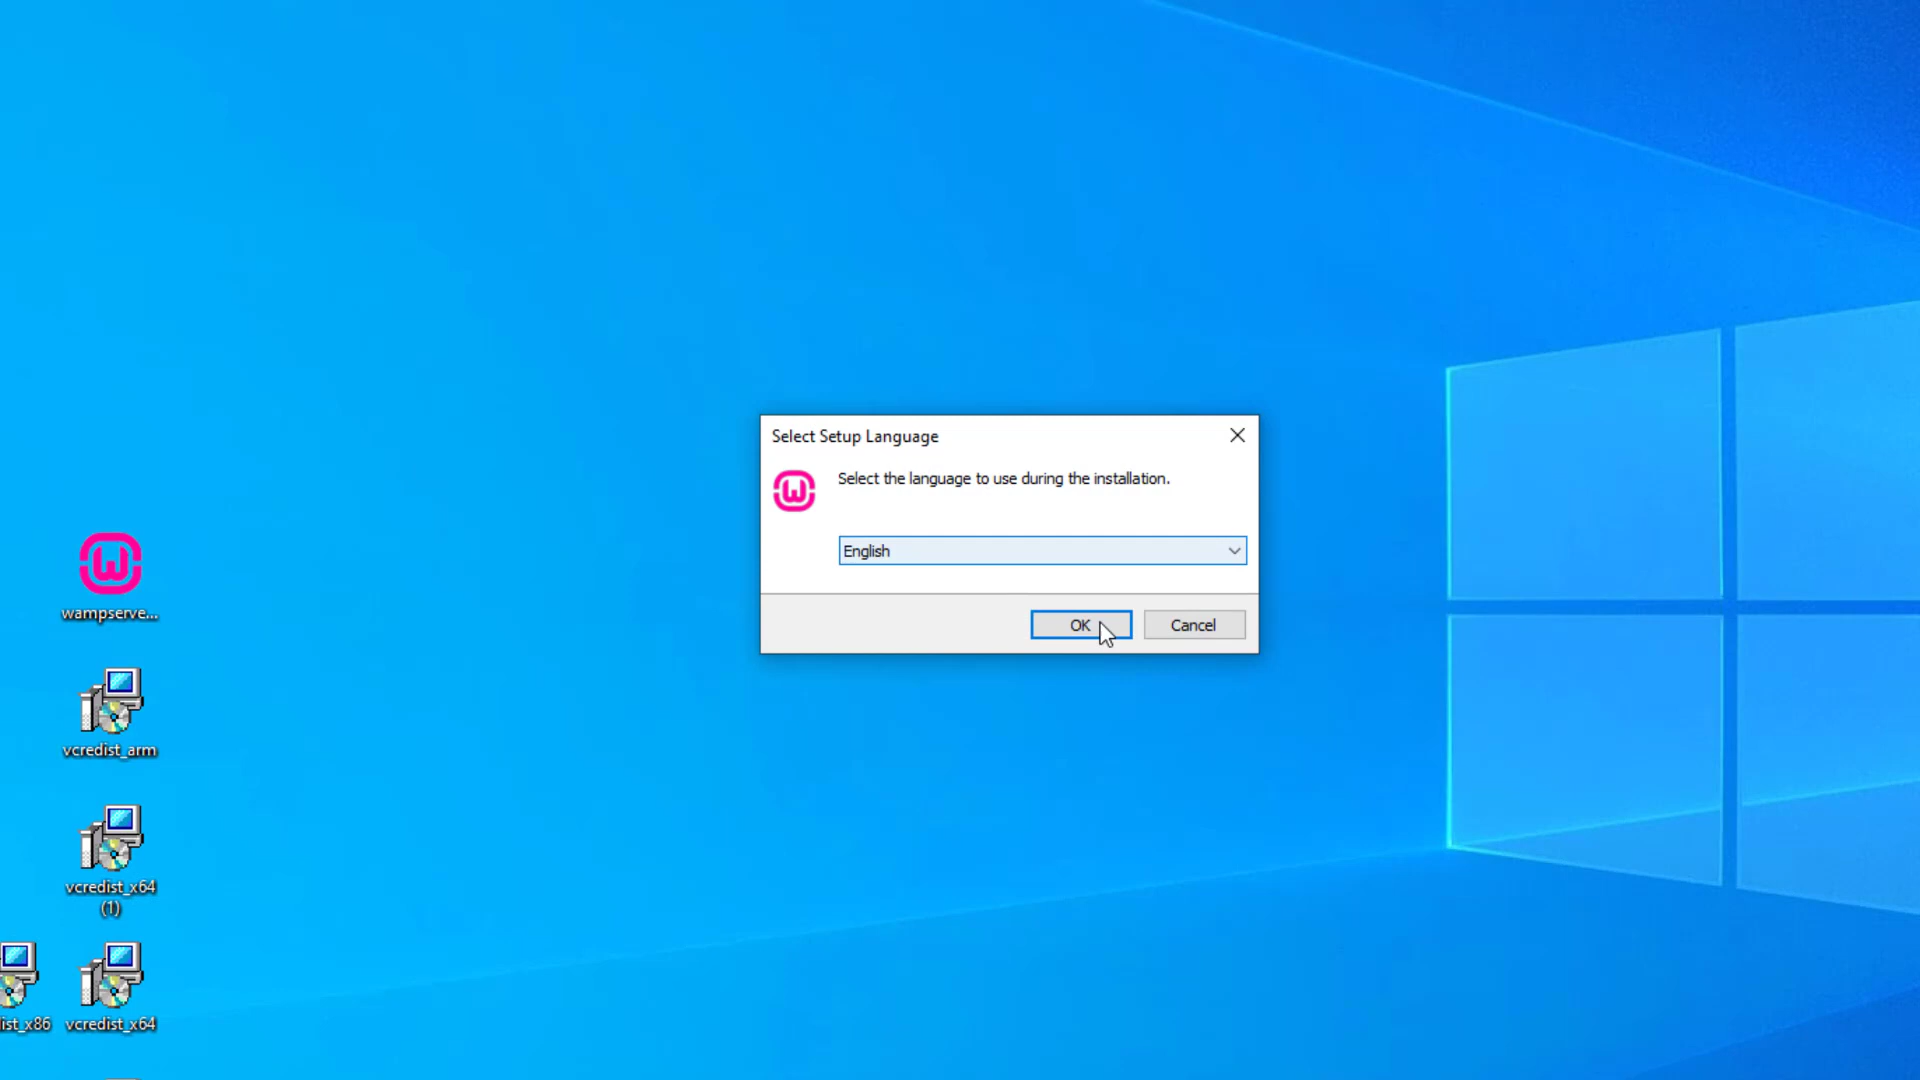 Select Setup Language
Select the language to use during the installation.
English
OK
Cancel
wampserve...
vcredist_arm
vcredist_x64
(1)
ist_x86
vcredist_x64